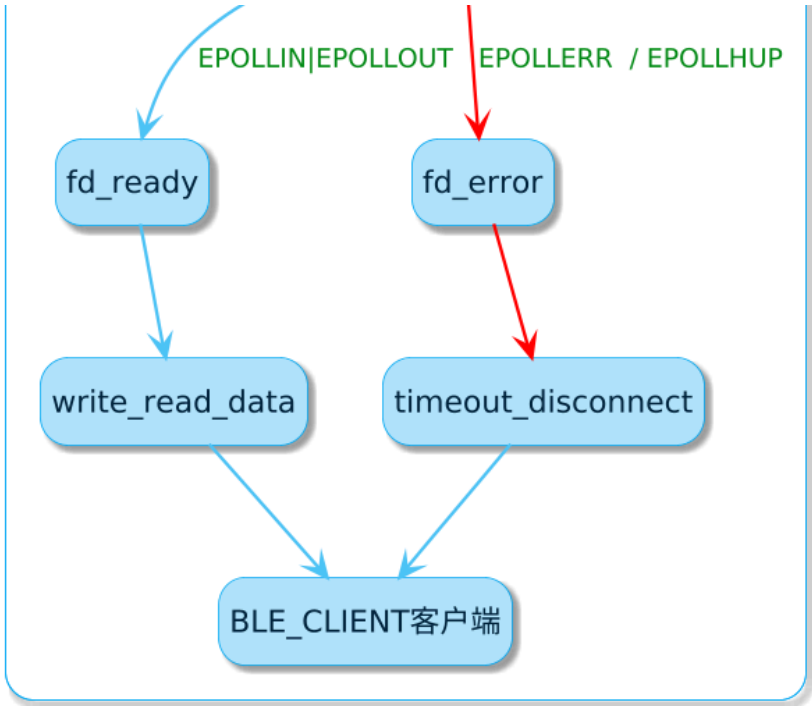 EPOLLIN|EPOLLOUT
EPOLLERR / EPOLLHUP
fd_ready
fd_error
write_read_data
timeout_disconnect
BLE_CLIENT客户端